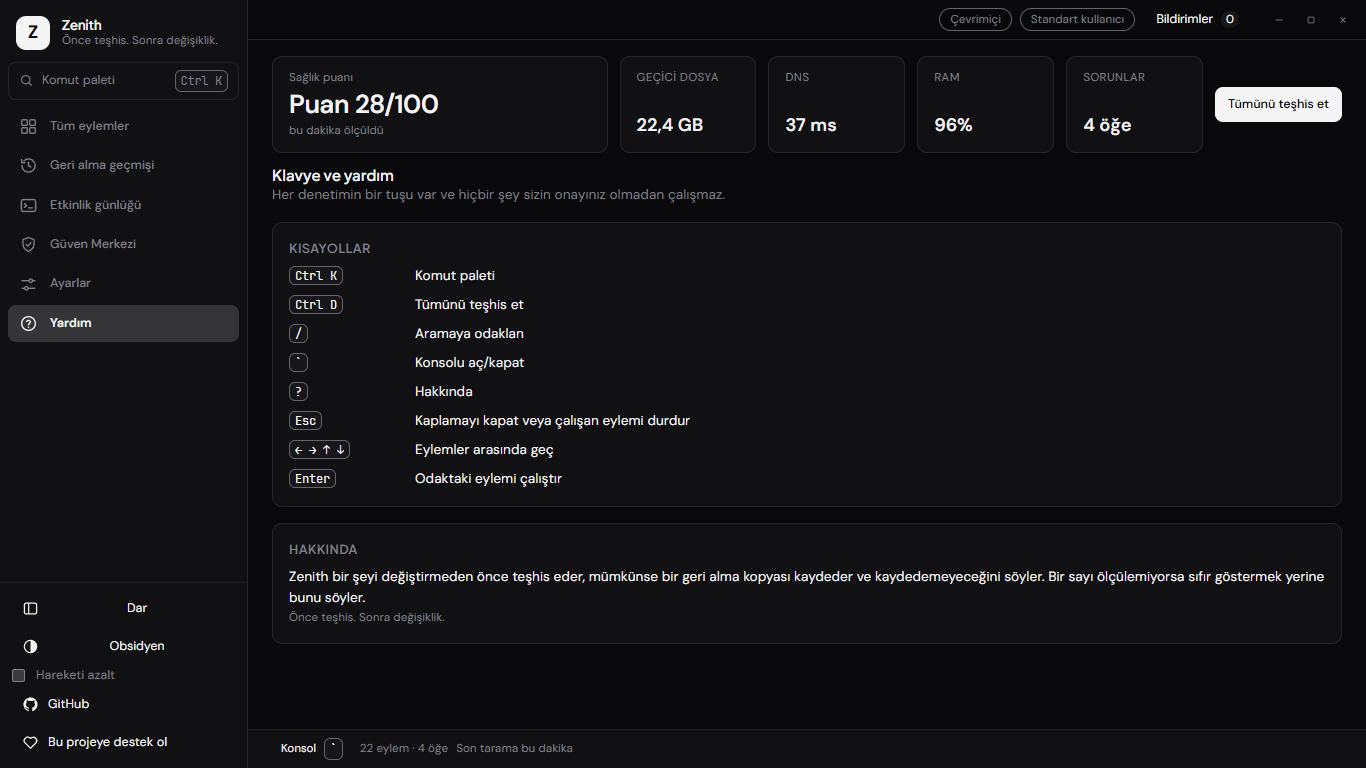 Z
Zenith
Önce teşhis. Sonra değişiklik.
Komut paleti
Ctrl K
Tüm eylemler
Geri alma geçmişi
Etkinlik günlüğü
Güven Merkezi
Ayarlar
Yardım
Dar
Obsidyen
Hareketi azalt
GitHub
Bu projeye destek ol
Çevrimiçi
Standart kullanıcı
Bildirimler 0
Sağlık puanı
Puan 28/100
bu dakika ölçüldü
GEÇİCİ DOSYA
22,4 GB
DNS
37 ms
RAM
96%
SORUNLAR
4 öğe
Tümünü teşhis et
Klavye ve yardım
Her denetimin bir tuşu var ve hiçbir şey sizin onayınız olmadan çalışmaz.
KISAYOLLAR
Ctrl K Komut paleti
Ctrl D Tümünü teşhis et
/ Aramaya odaklan
` Konsolu aç/kapat
? Hakkında
Esc Kaplamayı kapat veya çalışan eylemi durdur
← → ↑ ↓ Eylemler arasında geç
Enter Odaktaki eylemi çalıştır
HAKKINDA
Zenith bir şeyi değiştirmeden önce teşhis eder, mümkünse bir geri alma kopyası kaydeder ve kaydedemeyeceğini söyler. Bir sayı ölçülemiyorsa sıfır göstermek yerine
bunu söyler.
Önce teşhis. Sonra değişiklik.
Konsol ` 22 eylem · 4 öğe Son tarama bu dakika